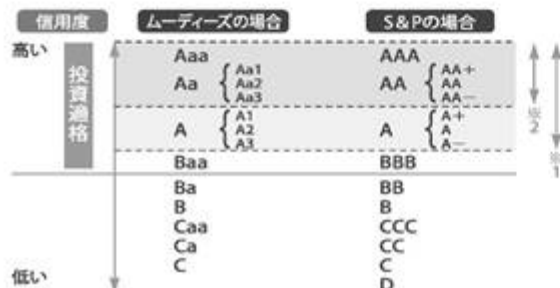 信用度 ムーディーズの場合 S&Pの場合
高い
投資適格
Aaa AAA
Aa { Aa1 Aa2 Aa3 AA { AA+ AA AA−
A { A1 A2 A3 A { A+ A A−
Baa BBB
Ba BB
B B
Caa CCC
Ca CC
C C
低い D
※2
※1